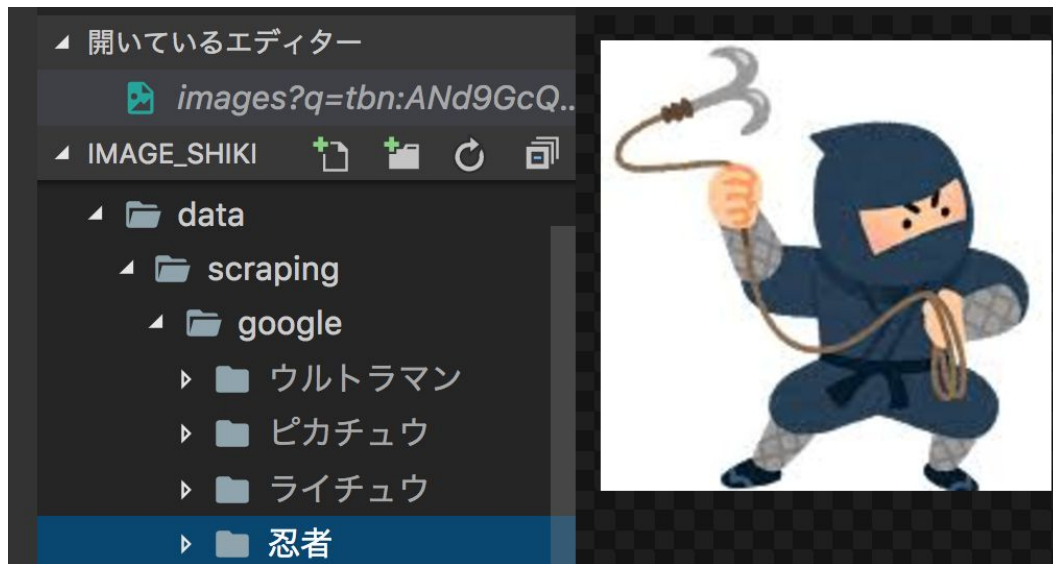 開いているエディター
images?q=tbn:ANd9GcQ...
IMAGE_SHIKI
data
scraping
google
ウルトラマン
ピカチュウ
ライチュウ
忍者